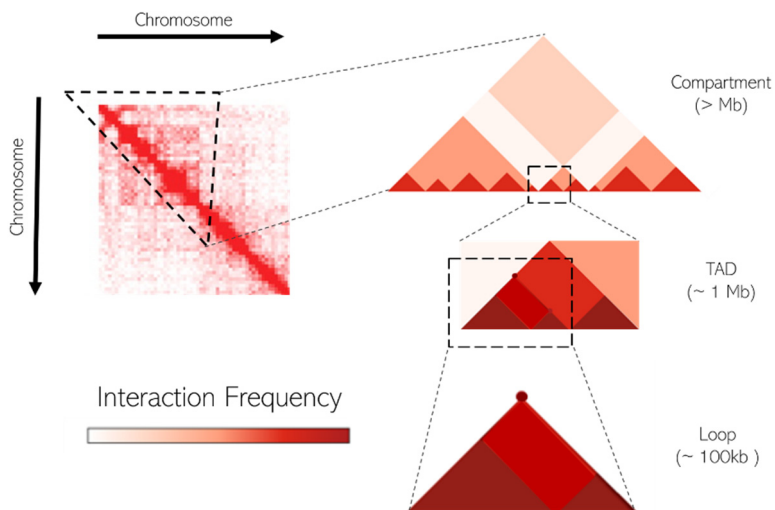 Chromosome
Chromosome
Compartment
(> Mb)
TAD
(~ 1 Mb)
Interaction Frequency
Loop
(~ 100kb )